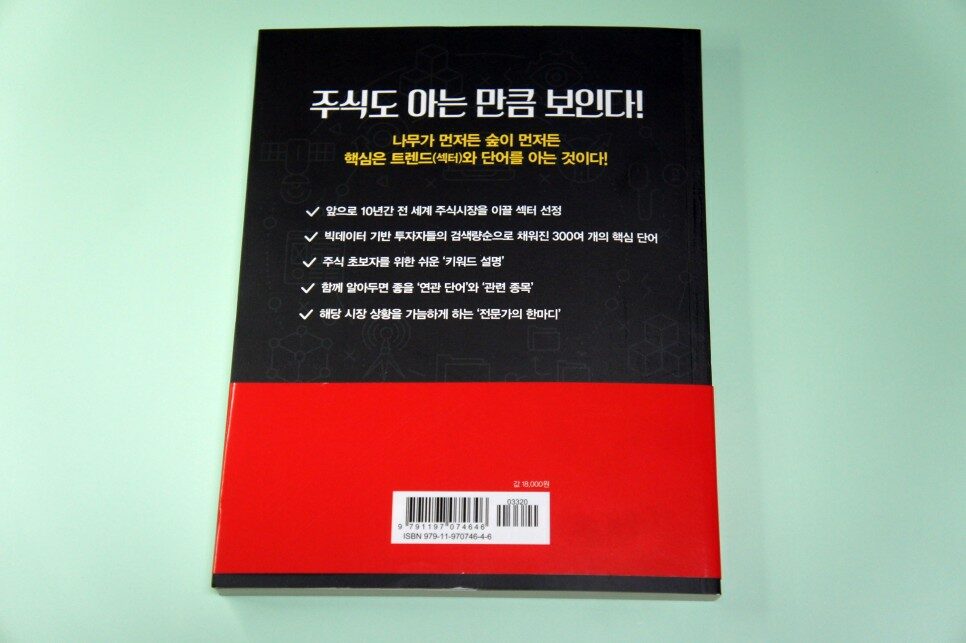 주식도 아는 만큼 보인다!
나무가 먼저든 숲이 먼저든
핵심은 트렌드(섹터)와 단어를 아는 것이다!
앞으로 10년간 전 세계 주식시장을 이끌 섹터 선정
빅데이터 기반 투자자들의 검색량순으로 채워진 300여 개의 핵심 단어
주식 초보자를 위한 쉬운 '키워드 설명'
함께 알아두면 좋을 '연관 단어'와 '관련 종목'
해당 시장 상황을 가늠하게 하는 '전문가의 한마디'
값 18,000원
03320
9 791197 074646
ISBN 979-11-970746-4-6